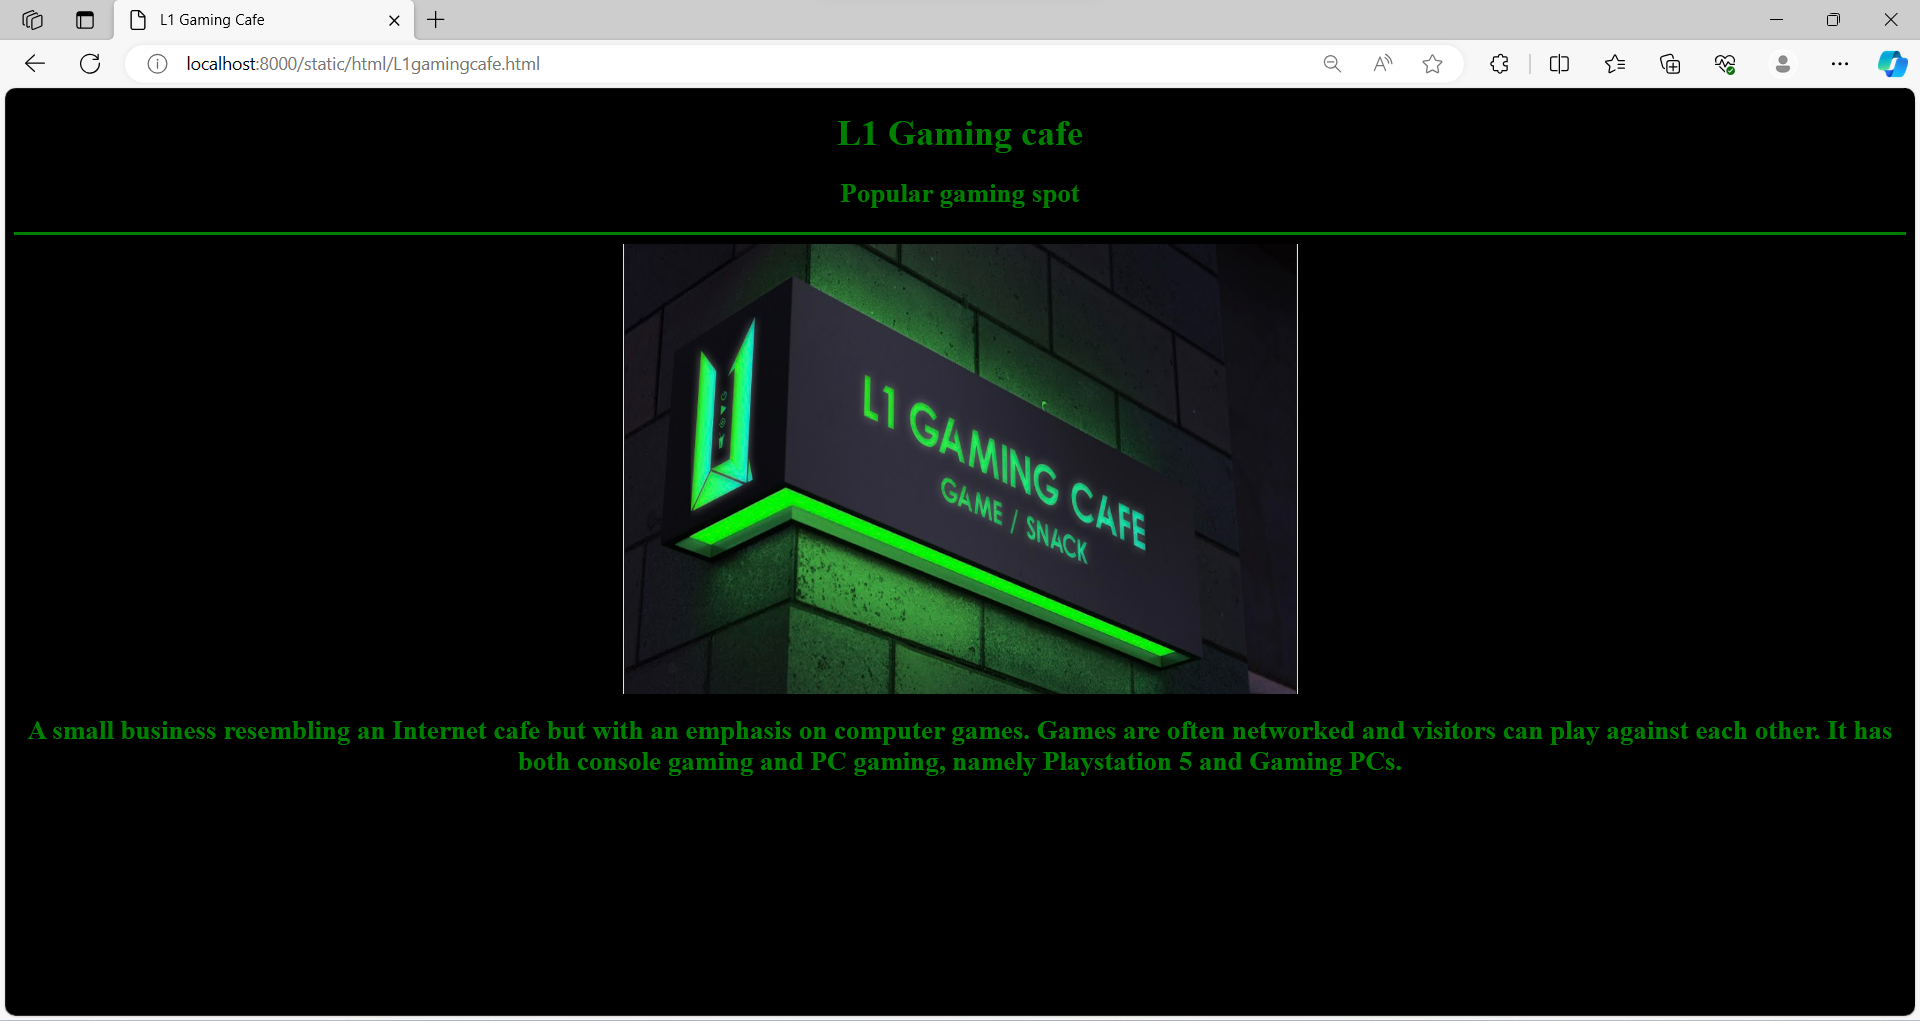 L1 Gaming Cafe
localhost:8000/static/html/L1gamingcafe.html
L1 Gaming cafe
Popular gaming spot
L1 GAMING CAFE
GAME / SNACK
A small business resembling an Internet cafe but with an emphasis on computer games. Games are often networked and visitors can play against each other. It has
both console gaming and PC gaming, namely Playstation 5 and Gaming PCs.